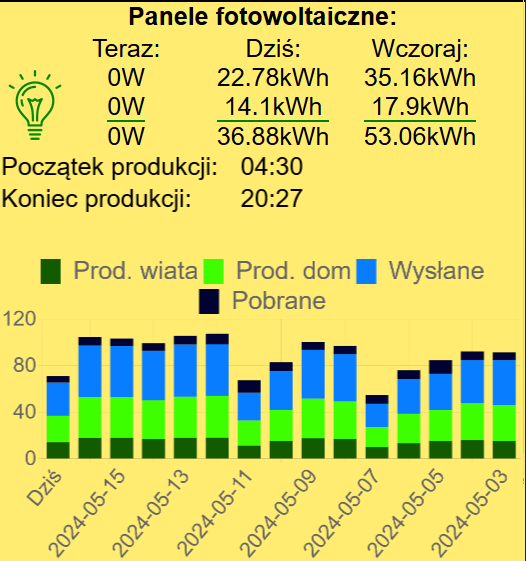 Panele fotowoltaiczne:
Teraz: Dziś: Wczoraj:
0W 22.78kWh 35.16kWh
0W 14.1kWh 17.9kWh
0W 36.88kWh 53.06kWh
Początek produkcji: 04:30
Koniec produkcji: 20:27
Prod. wiata Prod. dom Wysłane
Pobrane
120
80
40
0
Dziś 2024-05-15 2024-05-13 2024-05-11 2024-05-09 2024-05-07 2024-05-05 2024-05-03